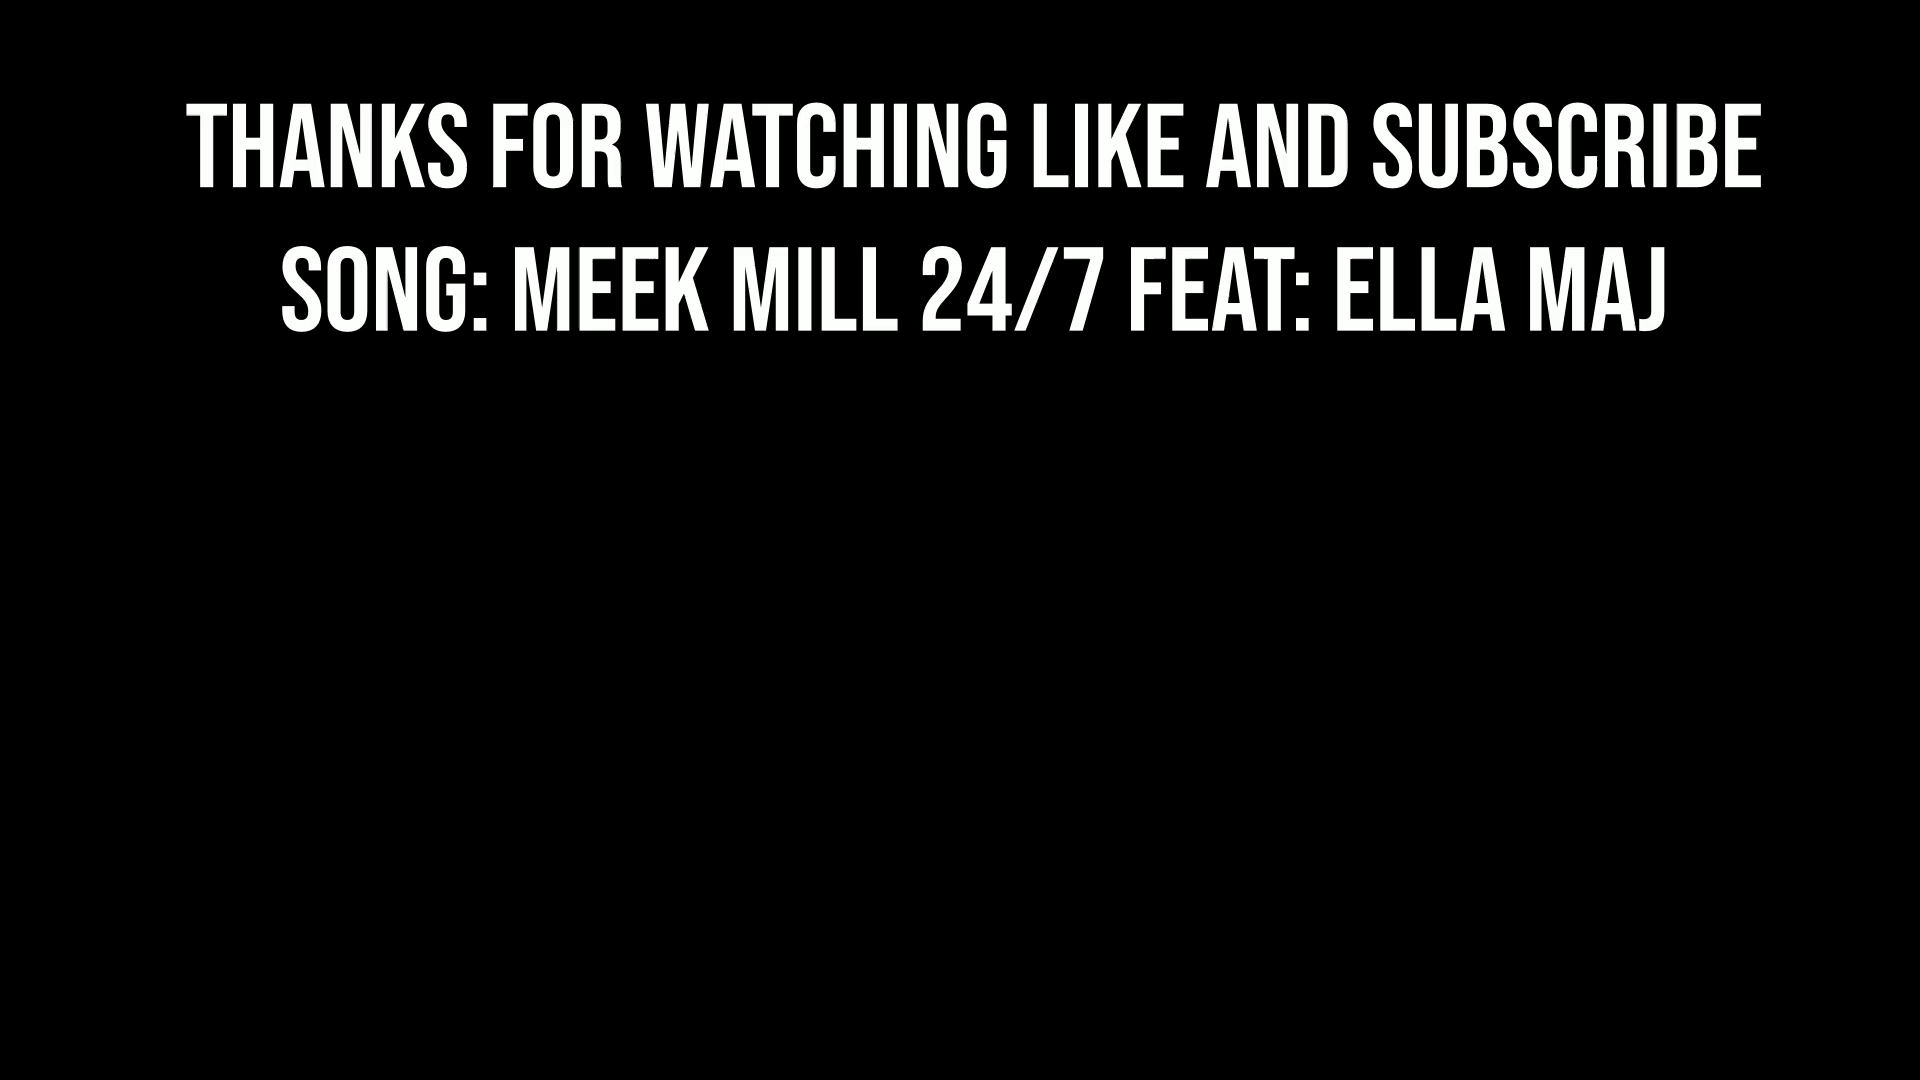 THANKS FOR WATCHING LIKE AND SUBSCRIBE
SONG: MEEK MILL 24/7 FEAT: ELLA MAJ